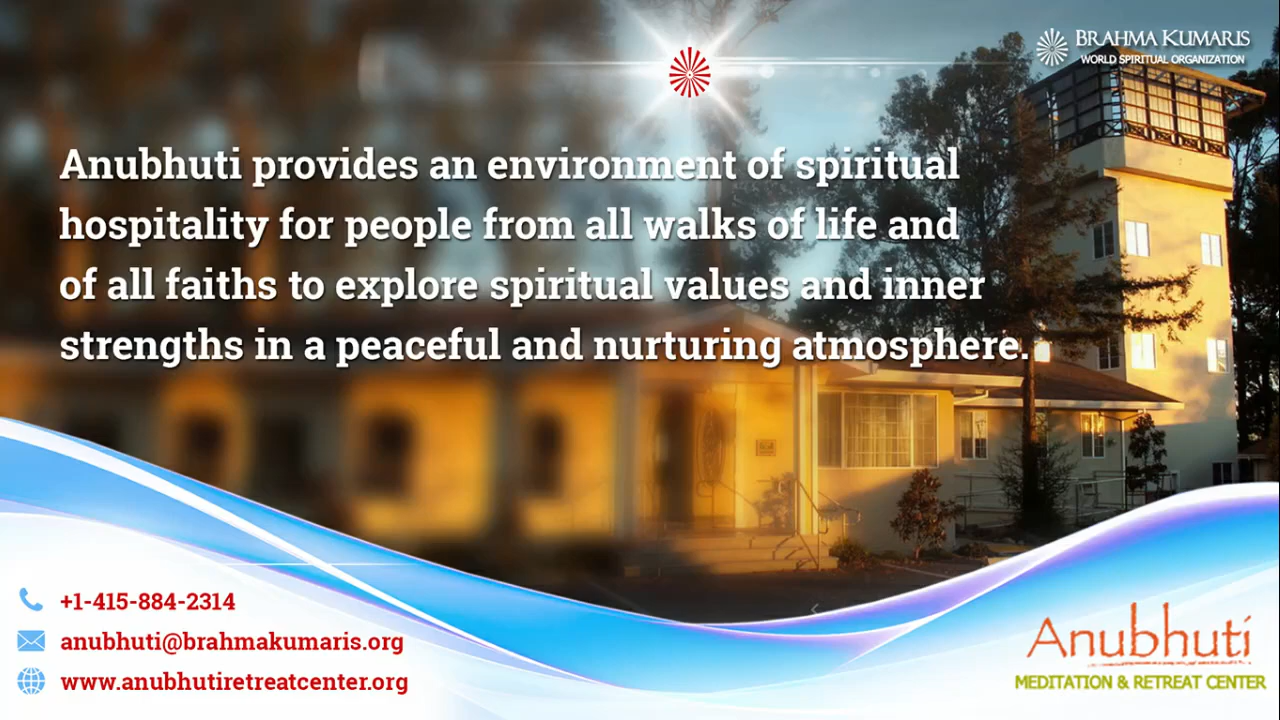 BRAHMA KUMARIS
WORLD SPIRITUAL ORGANIZATION
Anubhuti provides an environment of spiritual
hospitality for people from all walks of life and
of all faiths to explore spiritual values and inner
strengths in a peaceful and nurturing atmosphere.
+1-415-884-2314
anubhuti@brahmakumaris.org
www.anubhutiretreatcenter.org
Anubhuti
MEDITATION & RETREAT CENTER